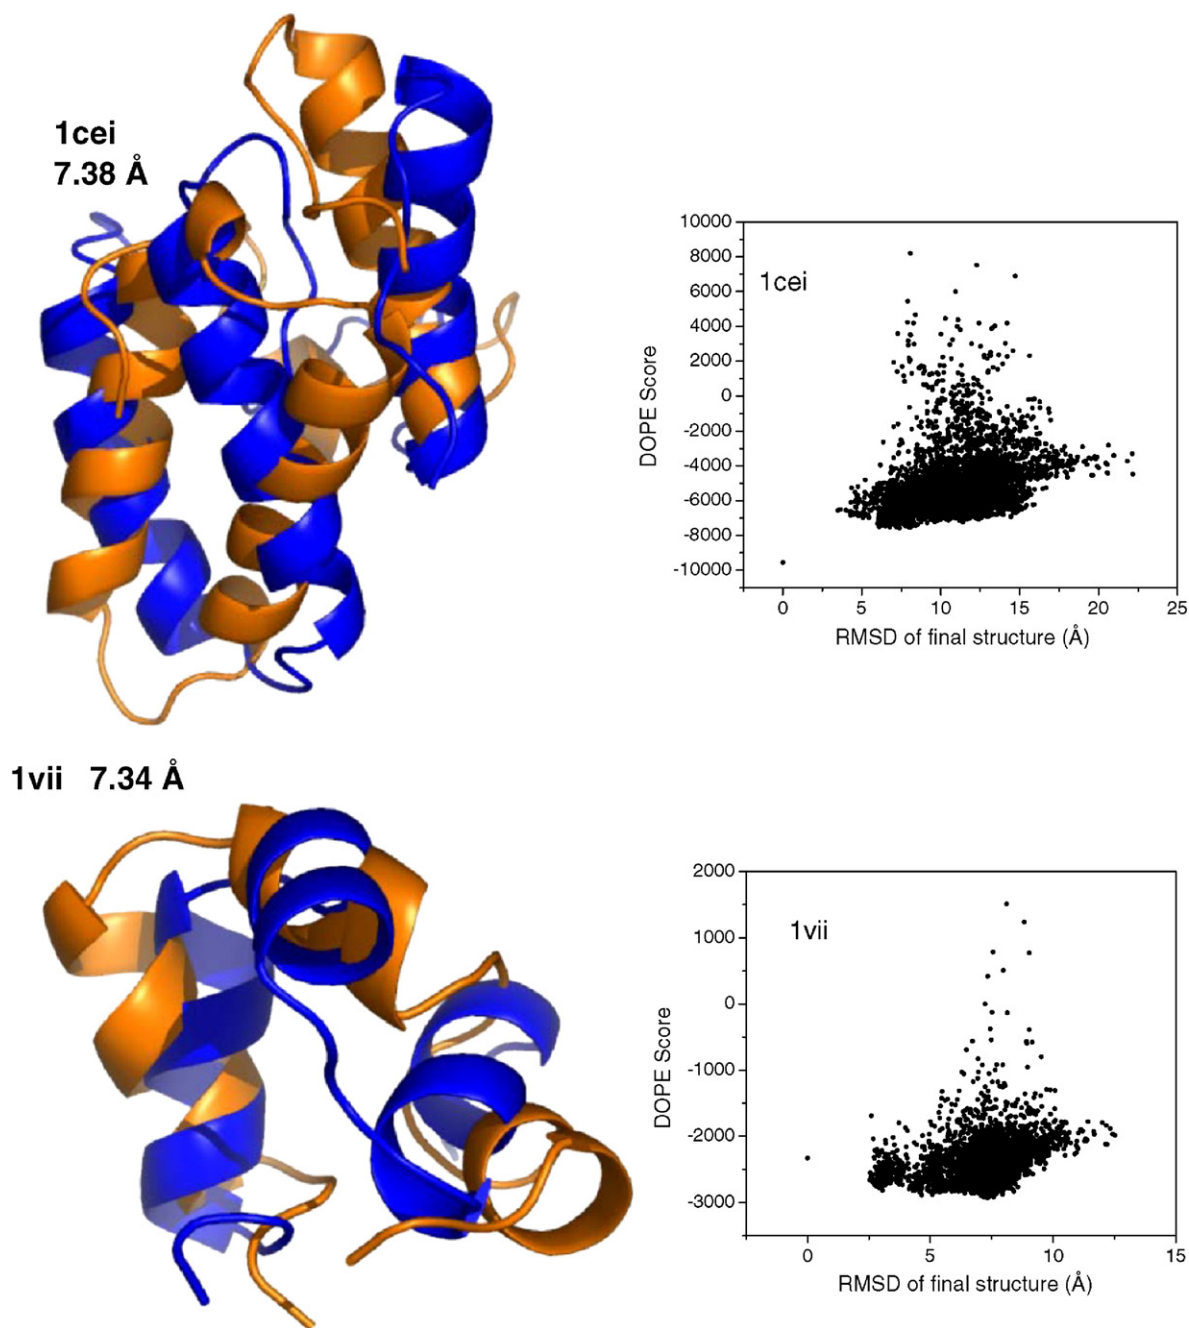 1cei
7.38 Å
10000
8000
6000
4000
2000
0
-2000
-4000
-6000
-8000
-10000
DOPE Score
1cei
0 5 10 15 20 25
RMSD of final structure (Å)
1vii 7.34 Å
2000
1000
0
-1000
-2000
-3000
DOPE Score
1vii
0 5 10 15
RMSD of final structure (Å)